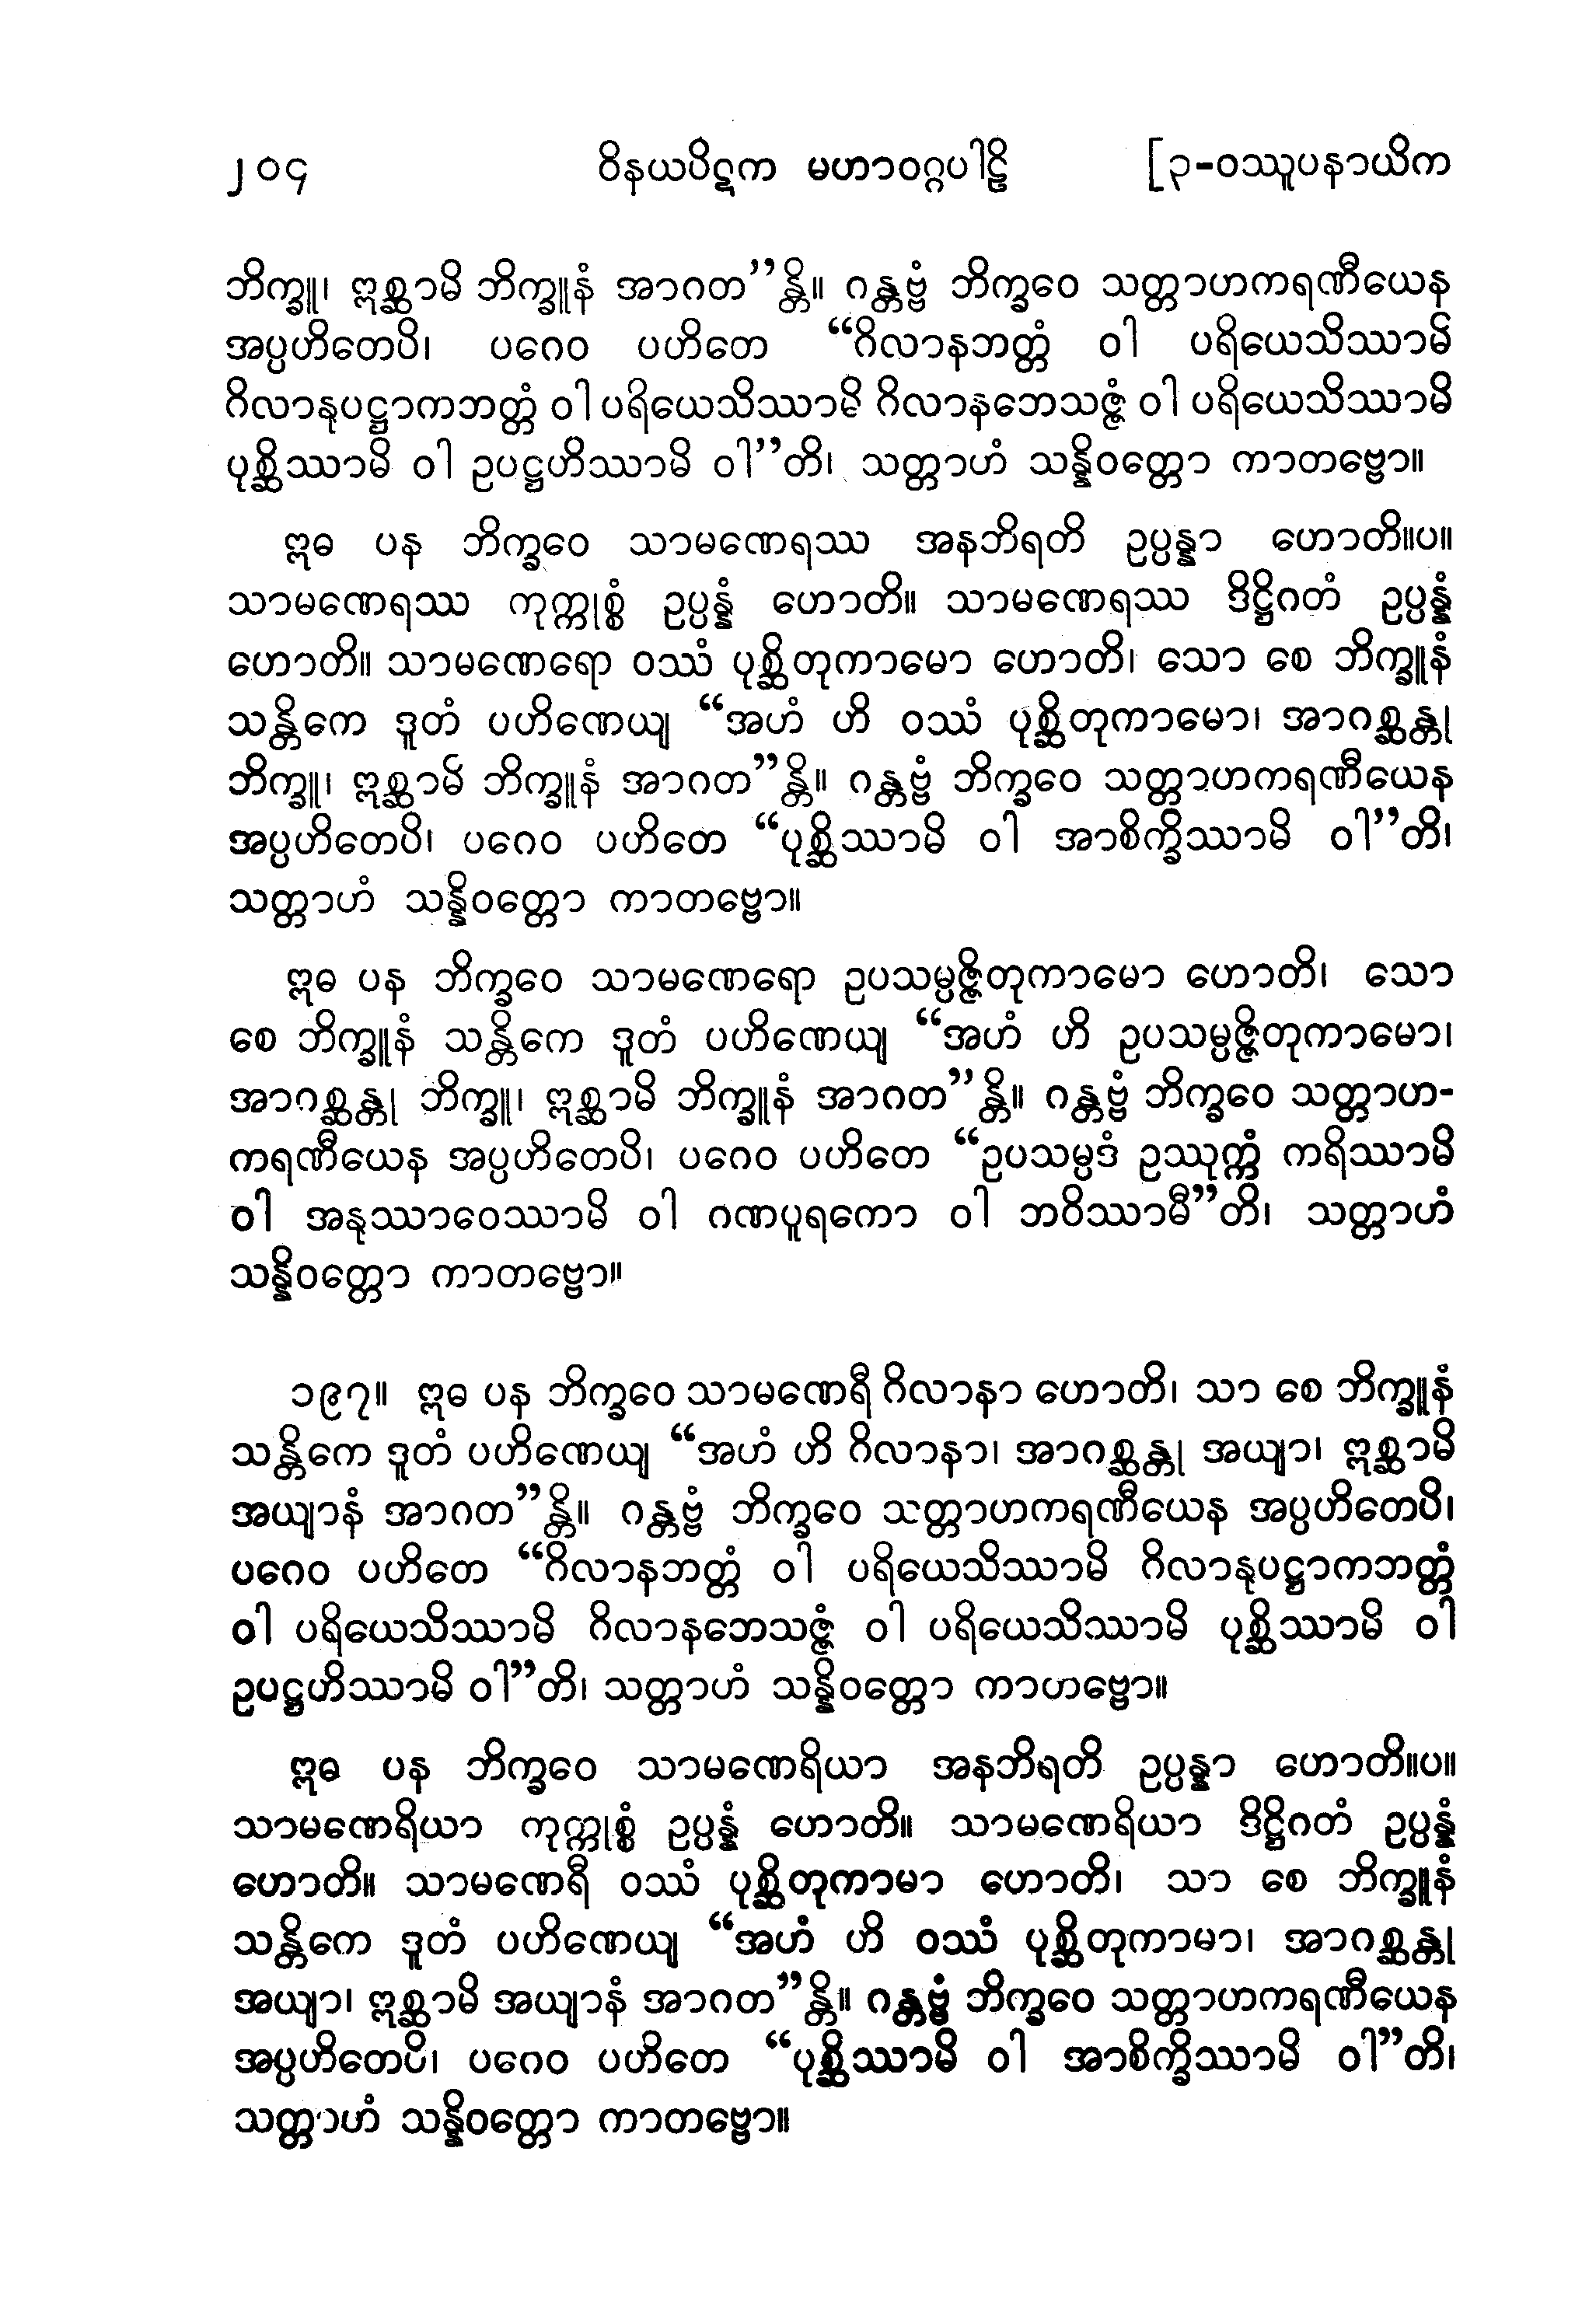 ၂၀၄ ဝိနယပိဋက မဟာဝဂ္ဂပါဠိ [၃-ဝဿူပနာယိက
ဘိက္ခူ၊ ဣစ္ဆာမိ ဘိက္ခူနံ အာဂတ”န္တိ။ ဂန္တဗ္ဗံ ဘိက္ခဝေ သတ္တာဟကရဏီယေန
အပ္ပဟိတေပိ၊ ပဂေဝ ပဟိတေ “ဂိလာနဘတ္တံ ဝါ ပရိယေသိဿာမိ
ဂိလာနုပဋ္ဌာကဘတ္တံ ဝါ ပရိယေသိဿာမိ ဂိလာနဘေသဇ္ဇံ ဝါ ပရိယေသိဿာမိ
ပုစ္ဆိဿာမိ ဝါ ဥပဋ္ဌဟိဿာမိ ဝါ”တိ၊ သတ္တာဟံ သန္နိဝတ္တော ကာတဗ္ဗော။
ဣဓ ပန ဘိက္ခဝေ သာမဏေရဿ အနဘိရတိ ဥပ္ပန္နာ ဟောတိ။ပ။
သာမဏေရဿ ကုက္ကုစ္စံ ဥပ္ပန္နံ ဟောတိ။ သာမဏေရဿ ဒိဋ္ဌိဂတံ ဥပ္ပန္နံ
ဟောတိ။ သာမဏေရော ဝဿံ ပုစ္ဆိတုကာမော ဟောတိ၊ သော စေ ဘိက္ခူနံ
သန္တိကေ ဒူတံ ပဟိဏေယျ “အဟံ ဟိ ဝဿံ ပုစ္ဆိတုကာမော၊ အာဂစ္ဆန္တု
ဘိက္ခူ၊ ဣစ္ဆာမိ ဘိက္ခူနံ အာဂတ”န္တိ။ ဂန္တဗ္ဗံ ဘိက္ခဝေ သတ္တာဟကရဏီယေန
အပ္ပဟိတေပိ၊ ပဂေဝ ပဟိတေ “ပုစ္ဆိဿာမိ ဝါ အာစိက္ခိဿာမိ ဝါ”တိ၊
သတ္တာဟံ သန္နိဝတ္တော ကာတဗ္ဗော။
ဣဓ ပန ဘိက္ခဝေ သာမဏေရော ဥပသမ္ပဇ္ဇိတုကာမော ဟောတိ၊ သော
စေ ဘိက္ခူနံ သန္တိကေ ဒူတံ ပဟိဏေယျ “အဟံ ဟိ ဥပသမ္ပဇ္ဇိတုကာမော၊
အာဂစ္ဆန္တု ဘိက္ခူ၊ ဣစ္ဆာမိ ဘိက္ခူနံ အာဂတ”န္တိ။ ဂန္တဗ္ဗံ ဘိက္ခဝေ သတ္တာဟ-
ကရဏီယေန အပ္ပဟိတေပိ၊ ပဂေဝ ပဟိတေ “ဥပသမ္ပဒံ ဥဿုက္ကံ ကရိဿာမိ
ဝါ အနုဿာဝေဿာမိ ဝါ ဂဏပူရကော ဝါ ဘဝိဿာမီ”တိ၊ သတ္တာဟံ
သန္နိဝတ္တော ကာတဗ္ဗော။
၁၉၇။ ဣဓ ပန ဘိက္ခဝေ သာမဏေရီ ဂိလာနာ ဟောတိ၊ သာ စေ ဘိက္ခူနံ
သန္တိကေ ဒူတံ ပဟိဏေယျ “အဟံ ဟိ ဂိလာနာ၊ အာဂစ္ဆန္တု အယျာ၊ ဣစ္ဆာမိ
အယျာနံ အာဂတ”န္တိ။ ဂန္တဗ္ဗံ ဘိက္ခဝေ သတ္တာဟကရဏီယေန အပ္ပဟိတေပိ၊
ပဂေဝ ပဟိတေ “ဂိလာနဘတ္တံ ဝါ ပရိယေသိဿာမိ ဂိလာနုပဋ္ဌာကဘတ္တံ
ဝါ ပရိယေသိဿာမိ ဂိလာနဘေသဇ္ဇံ ဝါ ပရိယေသိဿာမိ ပုစ္ဆိဿာမိ ဝါ
ဥပဋ္ဌဟိဿာမိ ဝါ”တိ၊ သတ္တာဟံ သန္နိဝတ္တော ကာဟဗ္ဗော။
ဣဓ ပန ဘိက္ခဝေ သာမဏေရိယာ အနဘိရတိ ဥပ္ပန္နာ ဟောတိ။ပ။
သာမဏေရိယာ ကုက္ကုစ္စံ ဥပ္ပန္နံ ဟောတိ။ သာမဏေရိယာ ဒိဋ္ဌိဂတံ ဥပ္ပန္နံ
ဟောတိ။ သာမဏေရီ ဝဿံ ပုစ္ဆိတုကာမာ ဟောတိ၊ သာ စေ ဘိက္ခူနံ
သန္တိကေ ဒူတံ ပဟိဏေယျ “အဟံ ဟိ ဝဿံ ပုစ္ဆိတုကာမာ၊ အာဂစ္ဆန္တု
အယျာ၊ ဣစ္ဆာမိ အယျာနံ အာဂတ”န္တိ။ ဂန္တဗ္ဗံ ဘိက္ခဝေ သတ္တာဟကရဏီယေန
အပ္ပဟိတေပိ၊ ပဂေဝ ပဟိတေ “ပုစ္ဆိဿာမိ ဝါ အာစိက္ခိဿာမိ ဝါ”တိ၊
သတ္တာဟံ သန္နိဝတ္တော ကာတဗ္ဗော။